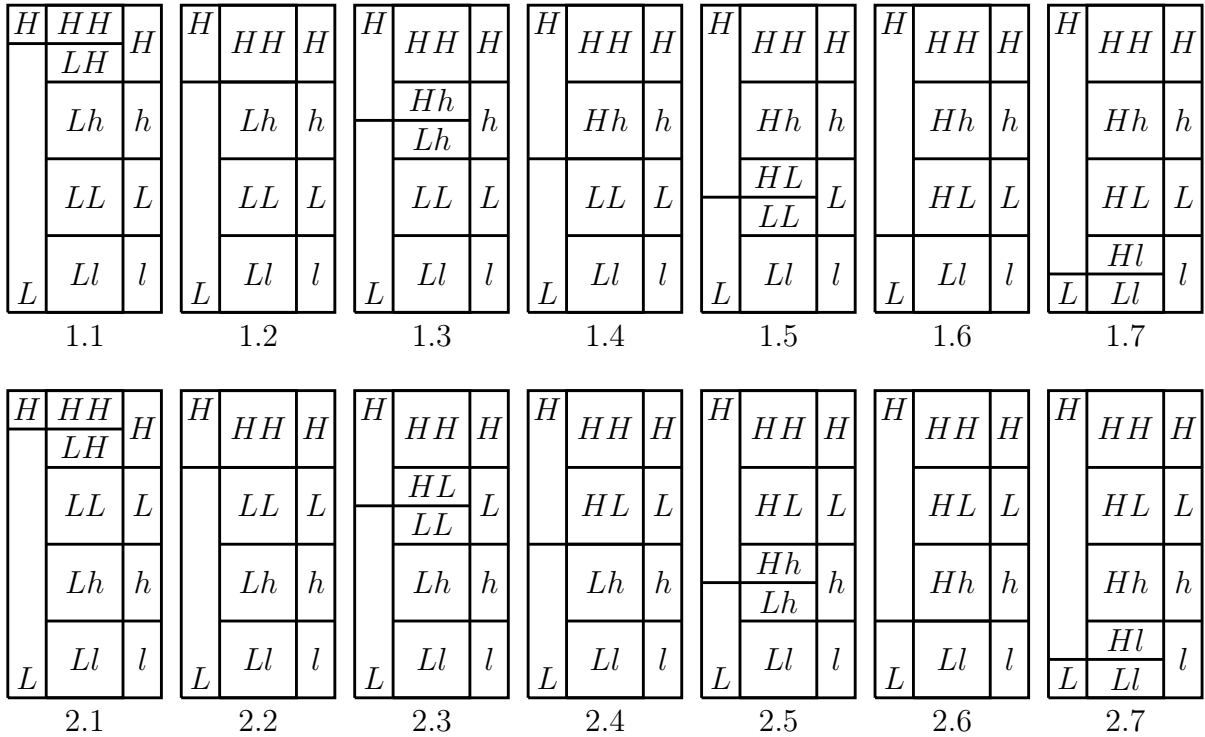 H HH H H HH H H HH H H HH H H HH H H HH H H HH H
LH
Lh h Lh h Hh h Hh h Hh h Hh h Hh h
Lh
LL L LL L LL L LL L HL L HL L HL L
LL
L Ll l L Ll l L Ll l L Ll l L Ll l L Ll l Hl l
L Ll
1.1 1.2 1.3 1.4 1.5 1.6 1.7
H HH H H HH H H HH H H HH H H HH H H HH H H HH H
LH
LL L LL L HL L HL L HL L HL L HL L
LL
Lh h Lh h Lh h Lh h Hh h Hh h Hh h
Lh
L Ll l L Ll l L Ll l L Ll l L Ll l L Ll l Hl l
L Ll
2.1 2.2 2.3 2.4 2.5 2.6 2.7